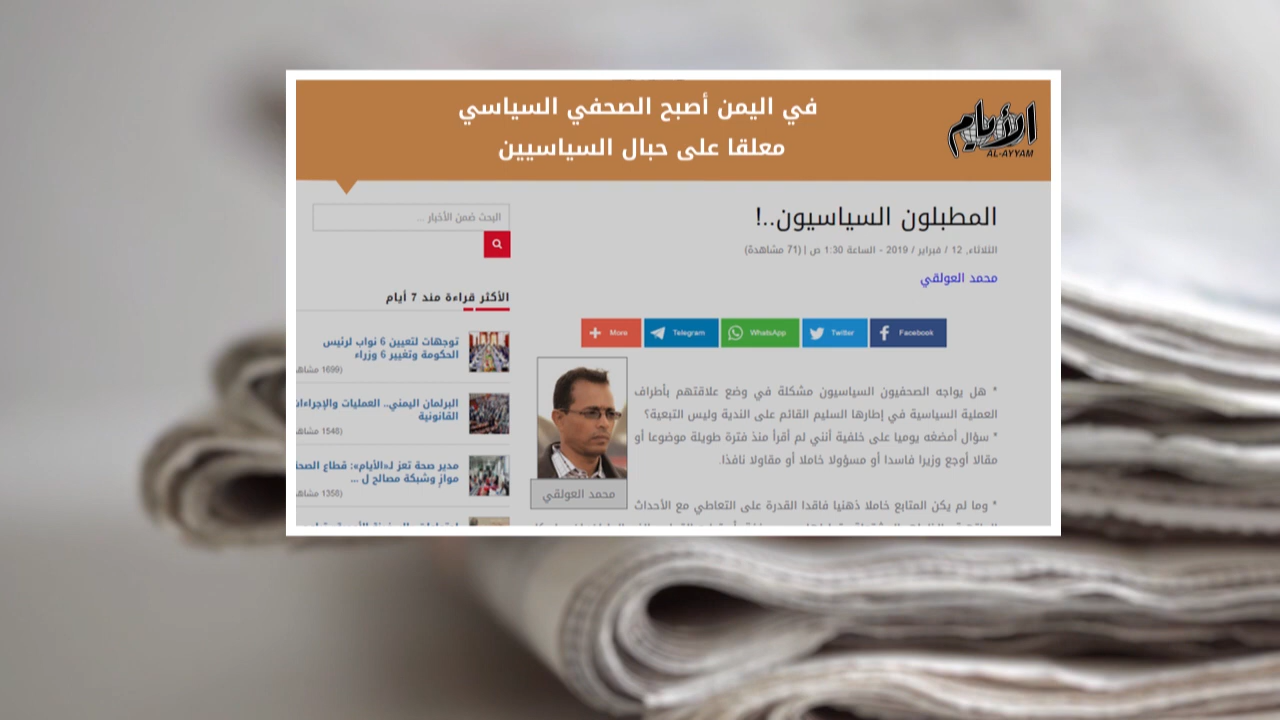 في اليمن أصبح الصحفي السياسي
معلقا على حبال السياسيين
الأيام
AL-AYYAM
المطبلون السياسيون..!
الثلاثاء, 12 / فبراير / 2019 - الساعة 1:30 ص | (71 مشاهدة)
محمد العولقي
More
Telegram
WhatsApp
Twitter
Facebook
* هل يواجه الصحفيون السياسيون مشكلة في وضع علاقتهم بأطراف
العملية السياسية في إطارها السليم القائم على الندية وليس التبعية؟
* سؤال أمضغه يوميا على خلفية أنني لم أقرأ منذ فترة طويلة موضوعا أو
مقالا أوجع وزيرا فاسدا أو مسؤولا خاملا أو مقاولا نافذا.
* وما لم يكن المتابع خاملا ذهنيا فاقدا القدرة على التعاطي مع الأحداث
محمد العولقي
البحث ضمن الأخبار ...
الأكثر قراءة منذ 7 أيام
توجهات لتعيين 6 نواب لرئيس
الحكومة وتغيير 6 وزراء
(1699
البرلمان اليمني.. العمليات والإجراءات
القانونية
(1548
مدير صحة تعز لـ«الأيام»: قطاع
مواز وشبكة مصالح ل ...
(1358